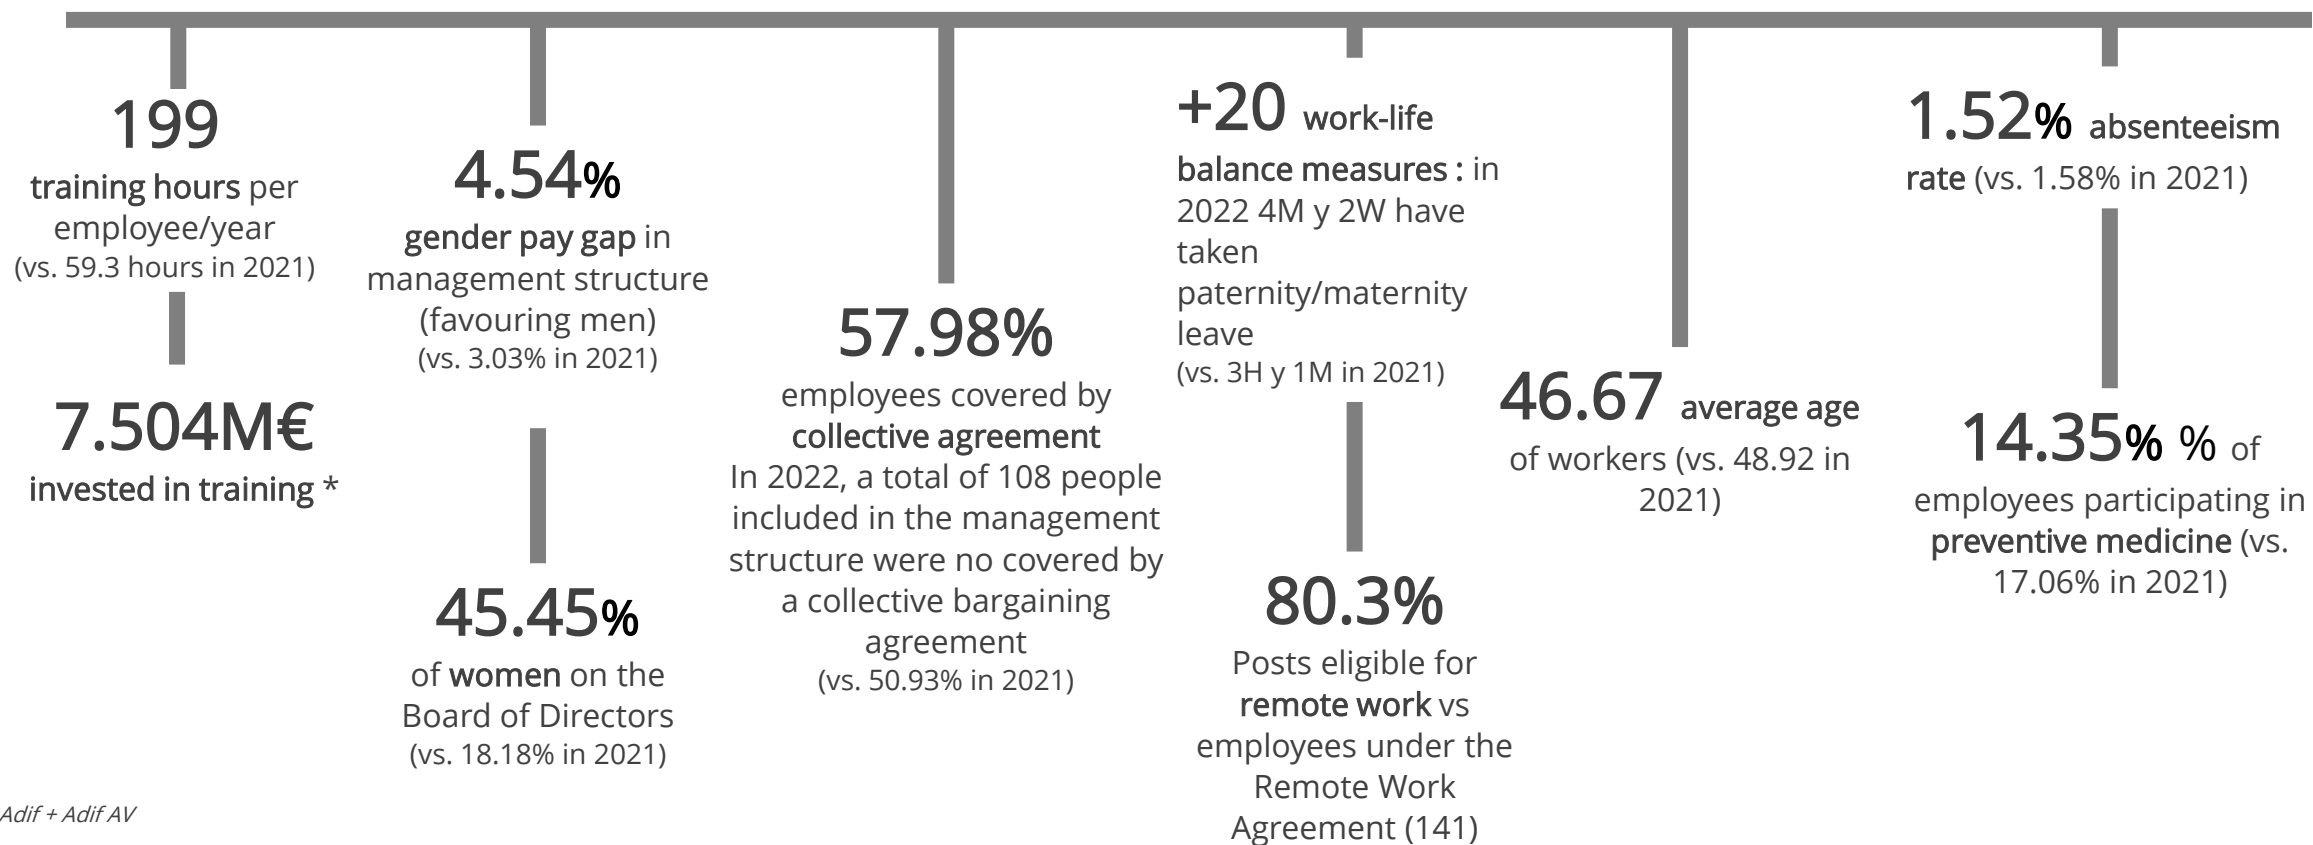 199
training hours per
employee/year
(vs. 59.3 hours in 2021)
7.504M€
invested in training *
4.54%
gender pay gap in
management structure
(favouring men)
(vs. 3.03% in 2021)
45.45%
of women on the
Board of Directors
(vs. 18.18% in 2021)
57.98%
employees covered by
collective agreement
In 2022, a total of 108 people
included in the management
structure were no covered by
a collective bargaining
agreement
(vs. 50.93% in 2021)
+20 work-life
balance measures : in
2022 4M y 2W have
taken
paternity/maternity
leave
(vs. 3H y 1M in 2021)
80.3%
Posts eligible for
remote work vs
employees under the
Remote Work
Agreement (141)
46.67 average age
of workers (vs. 48.92 in
2021)
1.52% absenteeism
rate (vs. 1.58% in 2021)
14.35% % of
employees participating in
preventive medicine (vs.
17.06% in 2021)
Adif + Adif AV